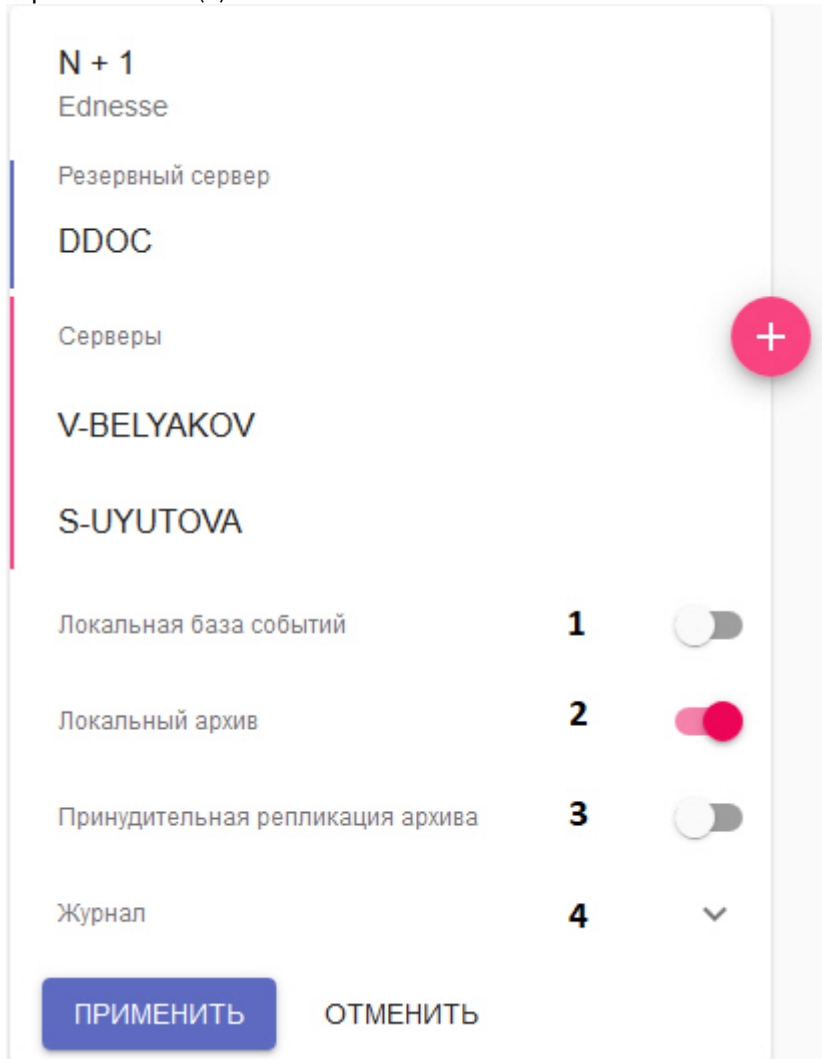 N + 1
Ednesse
Резервный сервер
DDOC
Серверы
+
V-BELYAKOV
S-UYUTOVA
Локальная база событий 1
Локальный архив 2
Принудительная репликация архива 3
Журнал 4
ПРИМЕНИТЬ ОТМЕНИТЬ